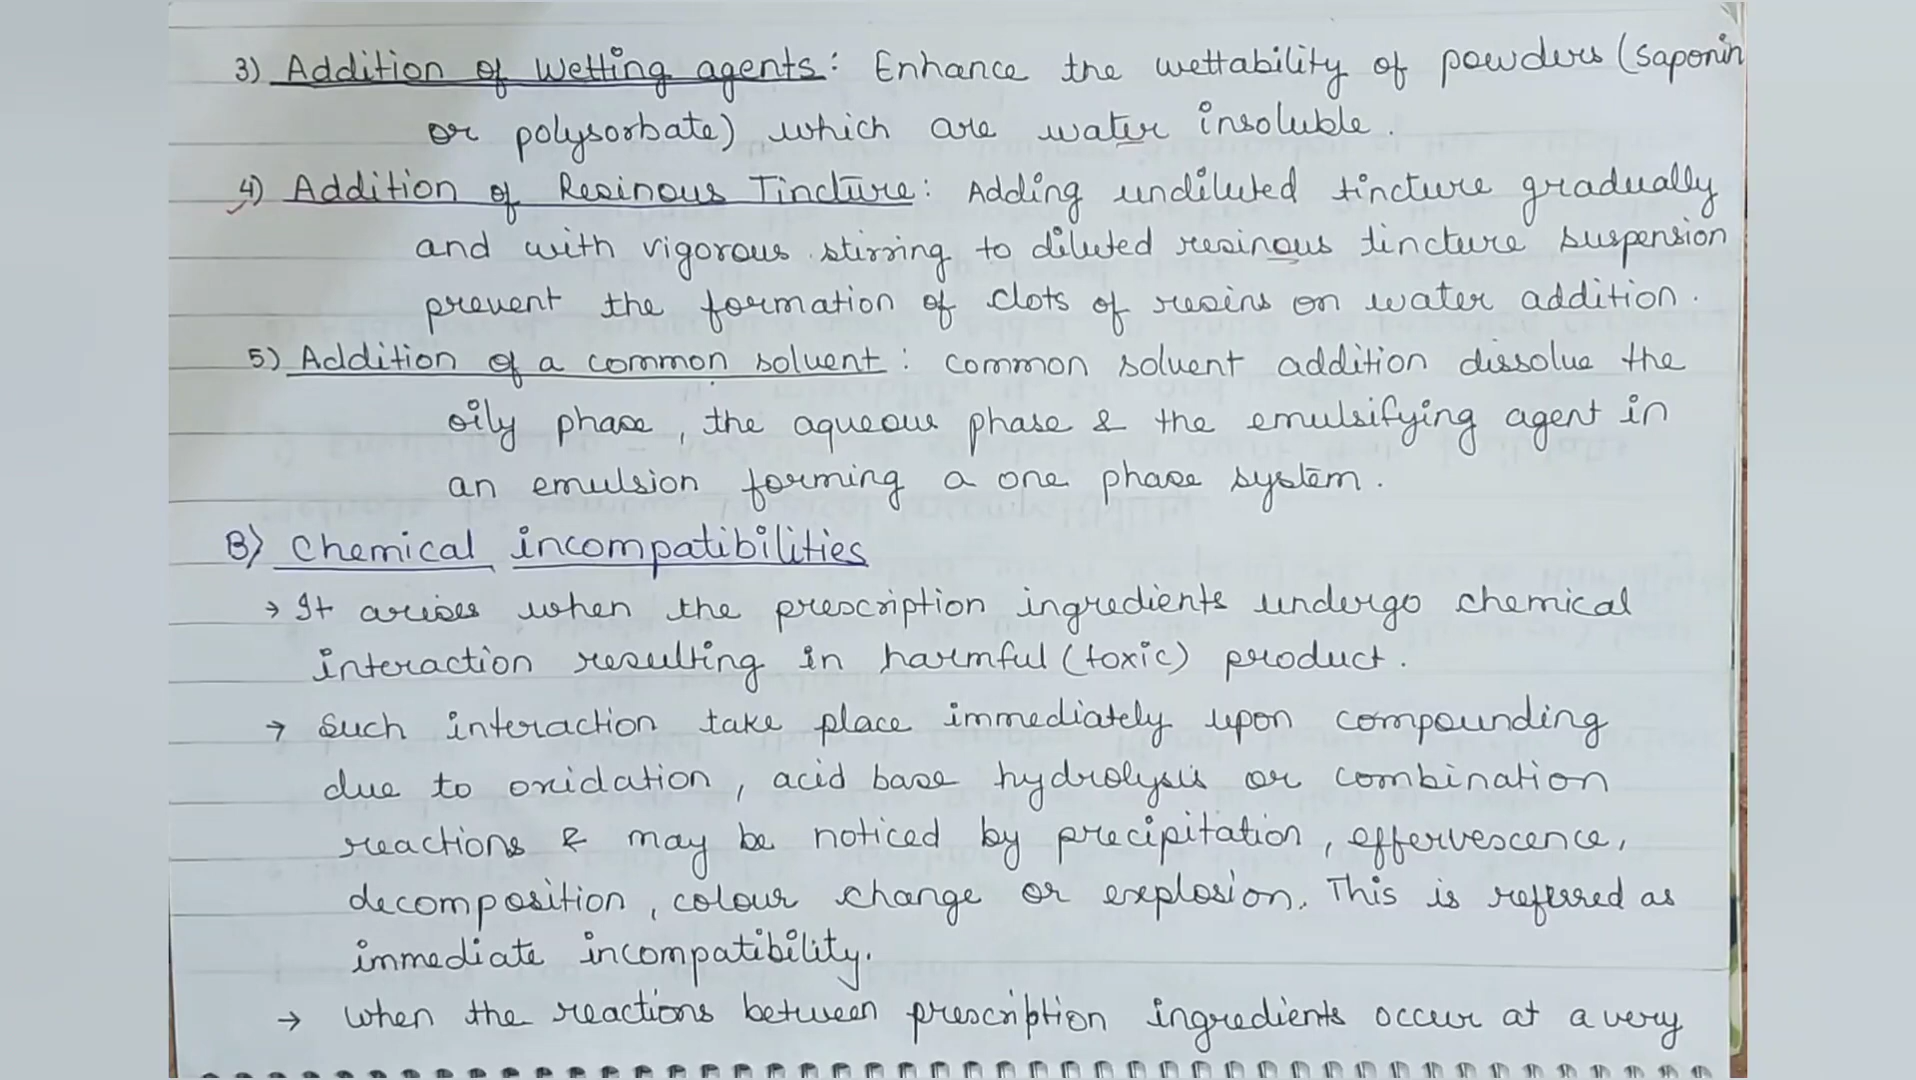 3) Addition of wetting agents: Enhance the wettability of powders (saponin
or polysorbate) which are water insoluble.
4) Addition of Resinous Tincture: Adding undiluted tincture gradually
and with vigorous stirring to diluted resinous tincture suspension
prevent the formation of clots of resins on water addition.
5) Addition of a common solvent: common solvent addition dissolve the
oily phase, the aqueous phase & the emulsifying agent in
an emulsion forming a one phase system.
B) Chemical incompatibilities
→ It arises when the prescription ingredients undergo chemical
interaction resulting in harmful (toxic) product.
→ Such interaction take place immediately upon compounding
due to oxidation, acid base hydrolysis or combination
reactions & may be noticed by precipitation, effervescence,
decomposition, colour change or explosion. This is referred as
immediate incompatibility.
→ When the reactions between prescription ingredients occur at a very